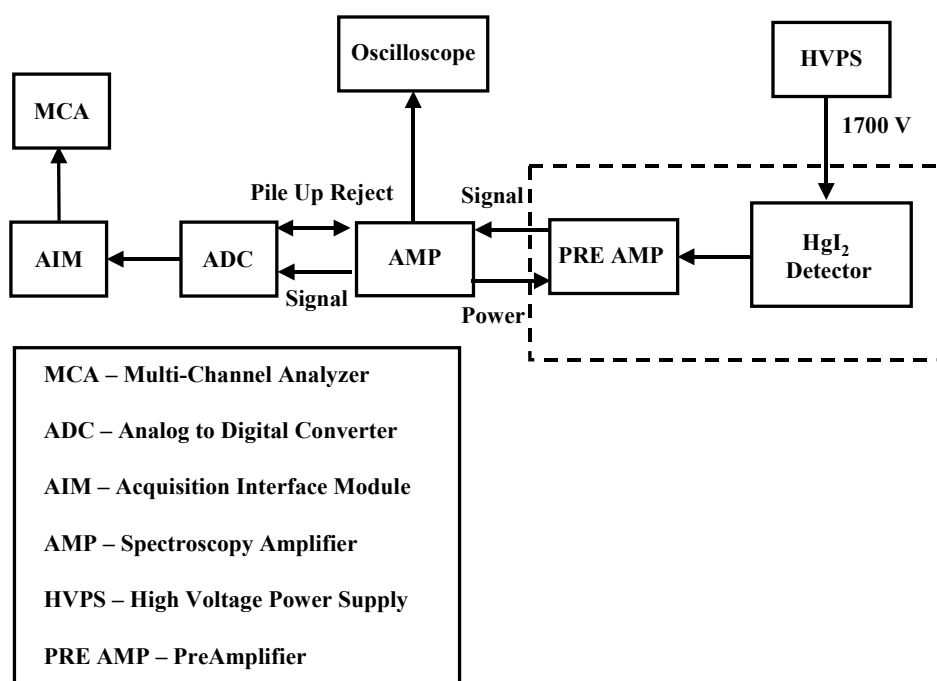 Oscilloscope
HVPS
MCA
1700 V
Pile Up Reject
Signal
AIM
ADC
AMP
PRE AMP
HgI₂
Detector
Signal
Power
MCA – Multi-Channel Analyzer
ADC – Analog to Digital Converter
AIM – Acquisition Interface Module
AMP – Spectroscopy Amplifier
HVPS – High Voltage Power Supply
PRE AMP – PreAmplifier